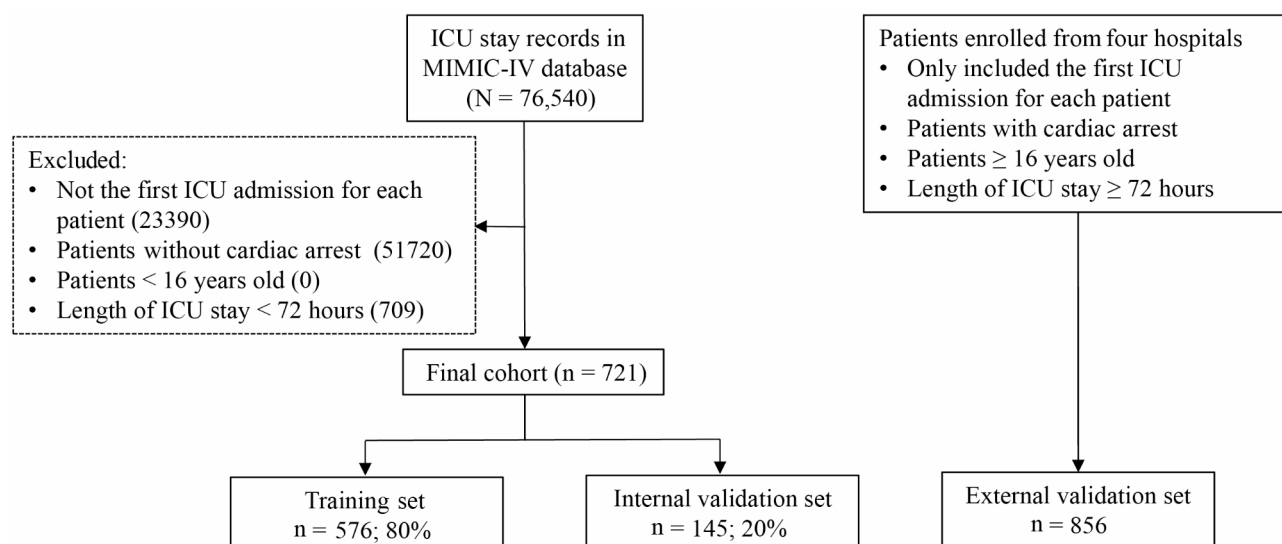 ICU stay records in
MIMIC-IV database
(N = 76,540)
Excluded:
• Not the first ICU admission for each
patient (23390)
• Patients without cardiac arrest (51720)
• Patients < 16 years old (0)
• Length of ICU stay < 72 hours (709)
Final cohort (n = 721)
Training set
n = 576; 80%
Internal validation set
n = 145; 20%
Patients enrolled from four hospitals
• Only included the first ICU
admission for each patient
• Patients with cardiac arrest
• Patients ≥ 16 years old
• Length of ICU stay ≥ 72 hours
External validation set
n = 856